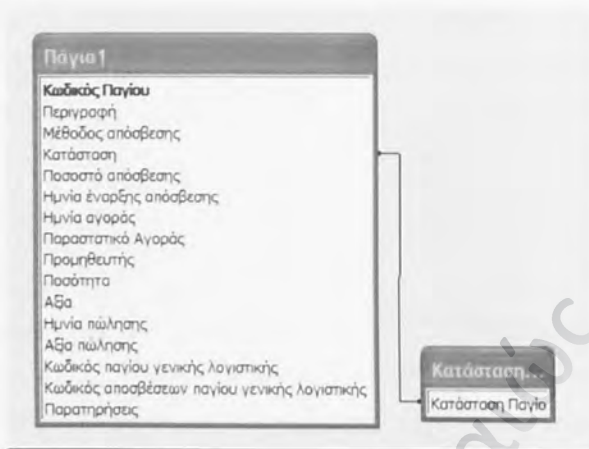 Πάγια1
Κωδικός Παγίου
Περιγραφή
Μέθοδος απόσβεσης
Κατάσταση
Ποσοστό απόσβεσης
Ημνία έναρξης απόσβεσης
Ημνία αγοράς
Παραστατικό Αγοράς
Προμηθευτής
Ποσότητα
Αξία
Ημνία πώλησης
Αξία πώλησης
Κωδικός παγίου γενικής λογιστικής
Κωδικός αποσβέσεων παγίου γενικής λογιστικής
Παρατηρήσεις
Κατάσταση...
Κατάσταση Παγίο